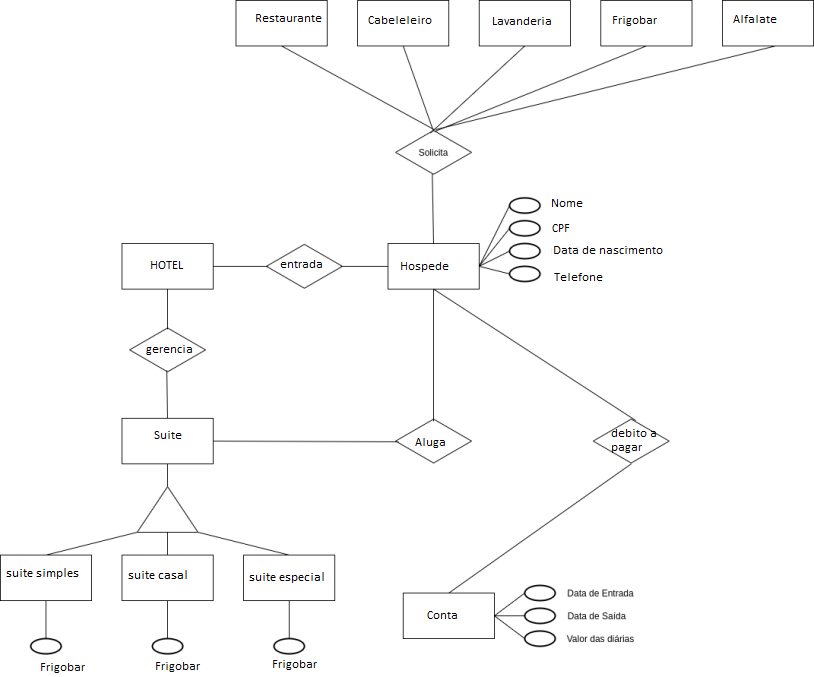 Restaurante
Cabeleleiro
Lavanderia
Frigobar
Alfalate
Solicita
Nome
CPF
Data de nascimento
Telefone
HOTEL
entrada
Hospede
gerencia
Suite
Aluga
debito a
pagar
suite simples
suite casal
suite especial
Conta
Data de Entrada
Data de Saída
Valor das diárias
Frigobar
Frigobar
Frigobar